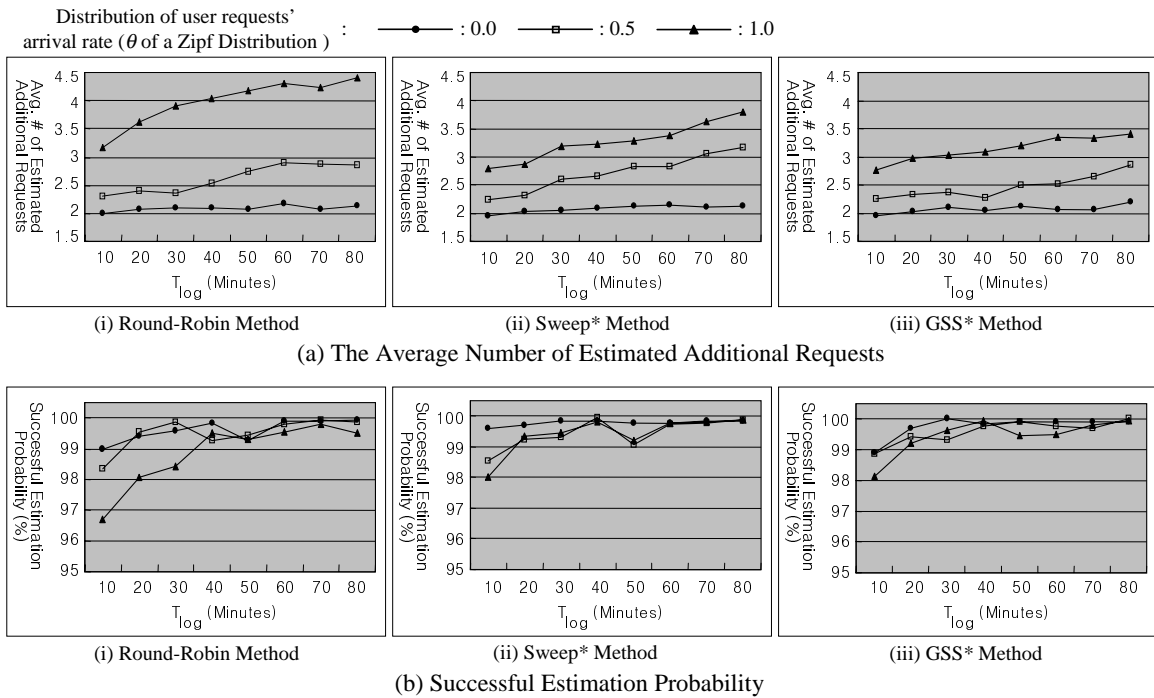 Distribution of user requests'
arrival rate (θ of a Zipf Distribution ) : : 0.0 : 0.5 : 1.0
Avg. # of Estimated
Additional Requests
4.5
4
3.5
3
2.5
2
1.5
10 20 30 40 50 60 70 80
T_log (Minutes)
(i) Round-Robin Method
Avg. # of Estimated
Additional Requests
4.5
4
3.5
3
2.5
2
1.5
10 20 30 40 50 60 70 80
T_log (Minutes)
(ii) Sweep* Method
Avg. # of Estimated
Additional Requests
4.5
4
3.5
3
2.5
2
1.5
10 20 30 40 50 60 70 80
T_log (Minutes)
(iii) GSS* Method
(a) The Average Number of Estimated Additional Requests
Successful Estimation
Probability (%)
100
99
98
97
96
95
10 20 30 40 50 60 70 80
T_log (Minutes)
(i) Round-Robin Method
Successful Estimation
Probability (%)
100
99
98
97
96
95
10 20 30 40 50 60 70 80
T_log (Minutes)
(ii) Sweep* Method
Successful Estimation
Probability (%)
100
99
98
97
96
95
10 20 30 40 50 60 70 80
T_log (Minutes)
(iii) GSS* Method
(b) Successful Estimation Probability